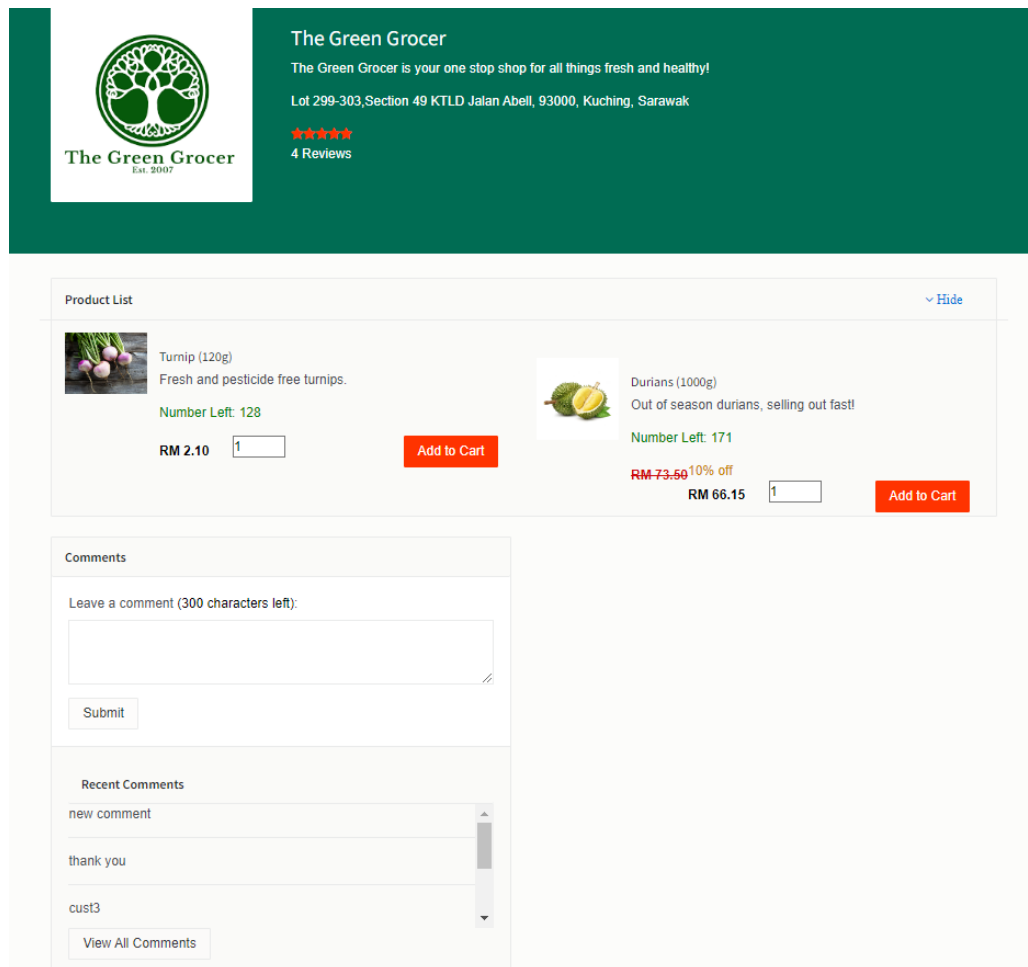 The Green Grocer
Est. 2007
The Green Grocer
The Green Grocer is your one stop shop for all things fresh and healthy!
Lot 299-303,Section 49 KTLD Jalan Abell, 93000, Kuching, Sarawak
4 Reviews
Product List
Hide
Turnip (120g)
Fresh and pesticide free turnips.
Number Left: 128
RM 2.10
1
Add to Cart
Durians (1000g)
Out of season durians, selling out fast!
Number Left: 171
RM 73.50 10% off
RM 66.15
1
Add to Cart
Comments
Leave a comment (300 characters left):
Submit
Recent Comments
new comment
thank you
cust3
View All Comments